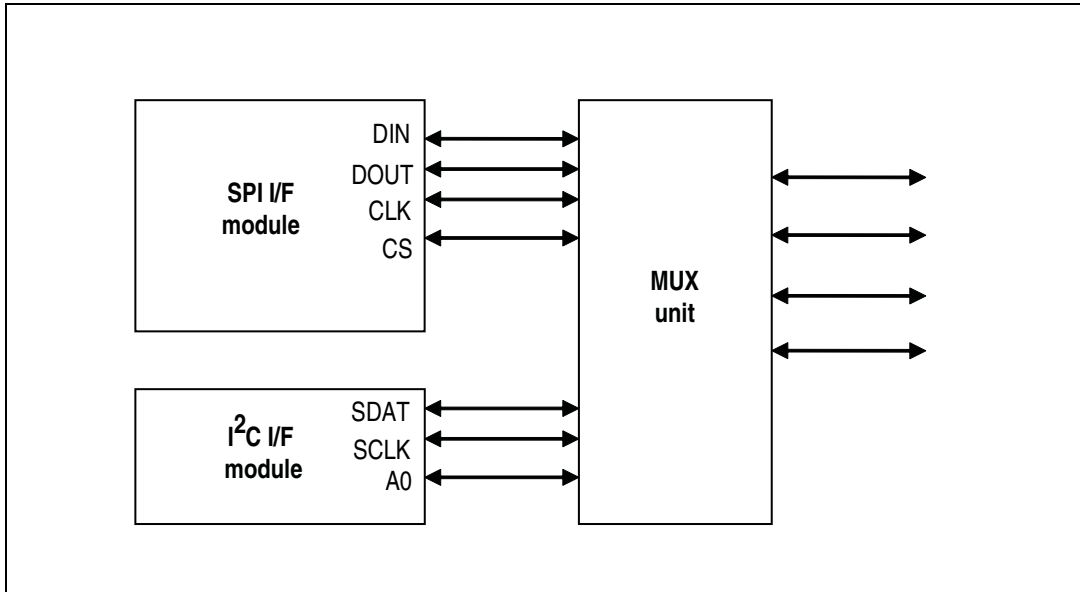 SPI I/F
module
DIN
DOUT
CLK
CS
MUX
unit
I²C I/F
module
SDAT
SCLK
A0